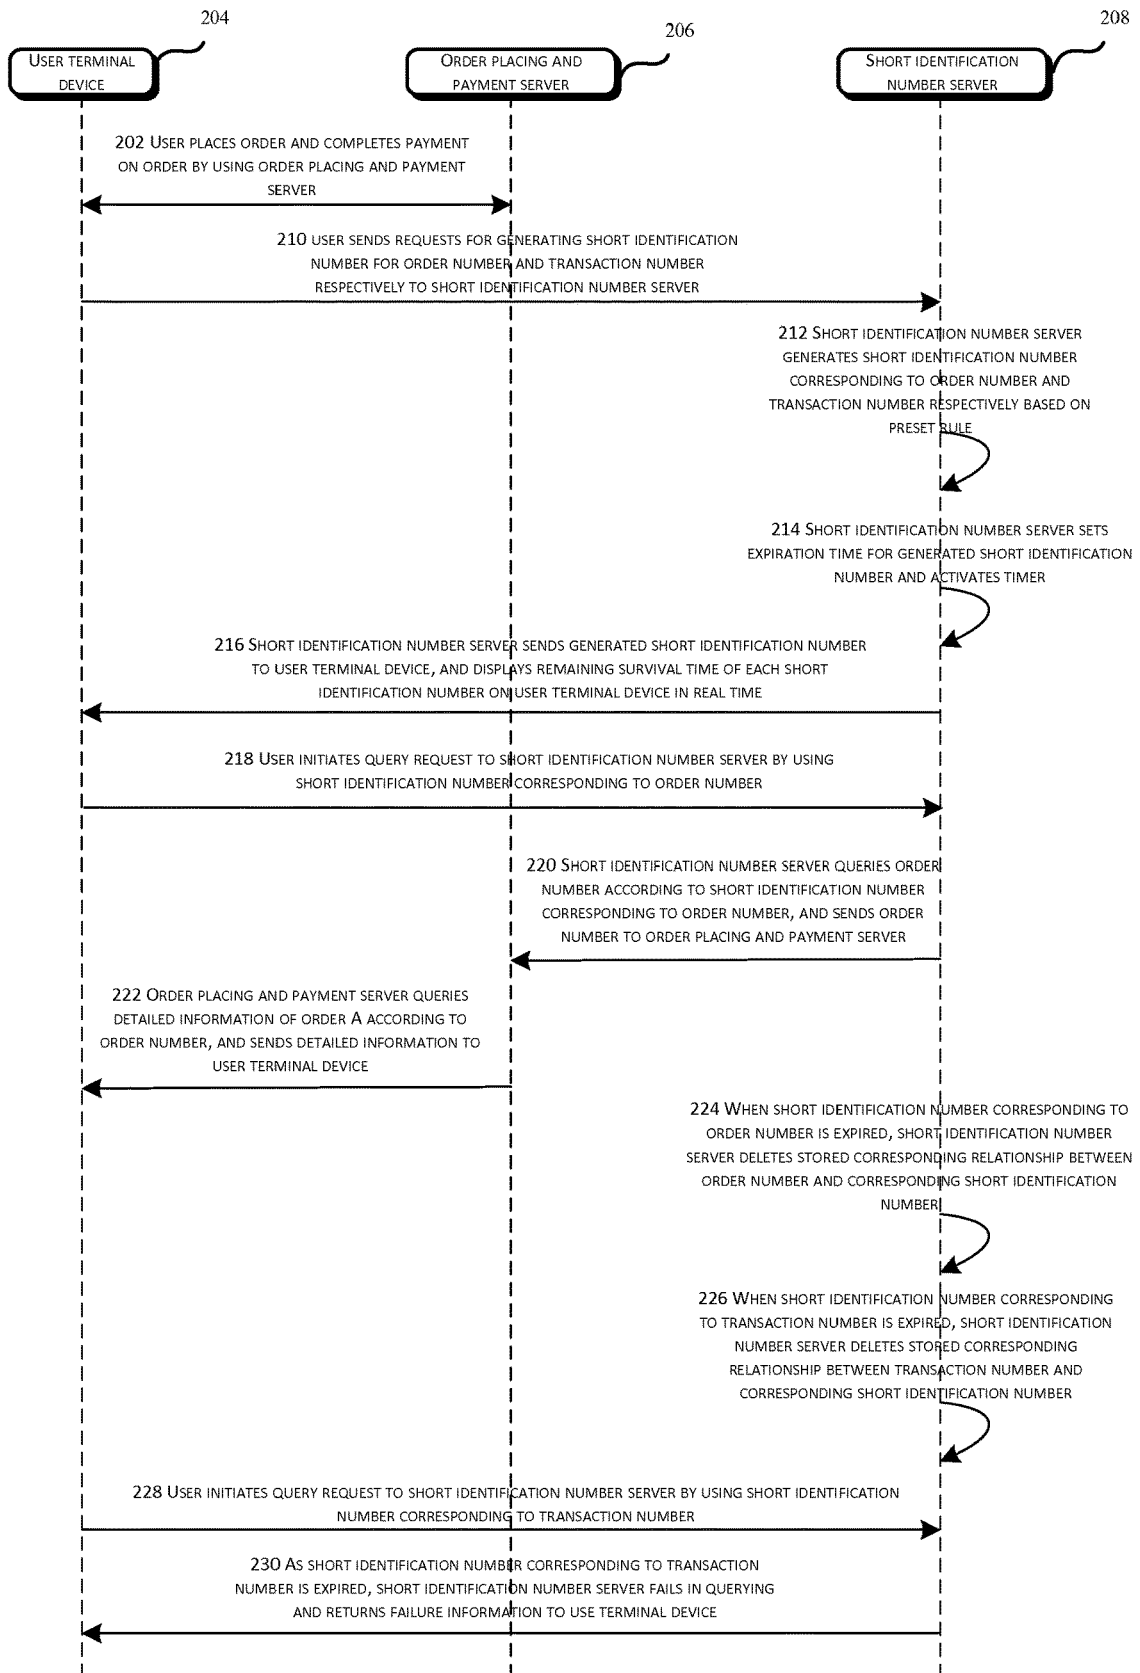 204
206
208
User terminal
device
Order placing and
payment server
Short identification
number server
202 User places order and completes payment
on order by using order placing and payment
server
210 user sends requests for generating short identification
number for order number and transaction number
respectively to short identification number server
212 Short identification number server
generates short identification number
corresponding to order number and
transaction number respectively based on
preset rule
214 Short identification number server sets
expiration time for generated short identification
number and activates timer
216 Short identification number server sends generated short identification number
to user terminal device, and displays remaining survival time of each short
identification number on user terminal device in real time
218 User initiates query request to short identification number server by using
short identification number corresponding to order number
220 Short identification number server queries order
number according to short identification number
corresponding to order number, and sends order
number to order placing and payment server
222 Order placing and payment server queries
detailed information of order A according to
order number, and sends detailed information to
user terminal device
224 When short identification number corresponding to
order number is expired, short identification number
server deletes stored corresponding relationship between
order number and corresponding short identification
number
226 When short identification number corresponding
to transaction number is expired, short identification
number server deletes stored corresponding
relationship between transaction number and
corresponding short identification number
228 User initiates query request to short identification number server by using short identification
number corresponding to transaction number
230 As short identification number corresponding to transaction
number is expired, short identification number server fails in querying
and returns failure information to use terminal device